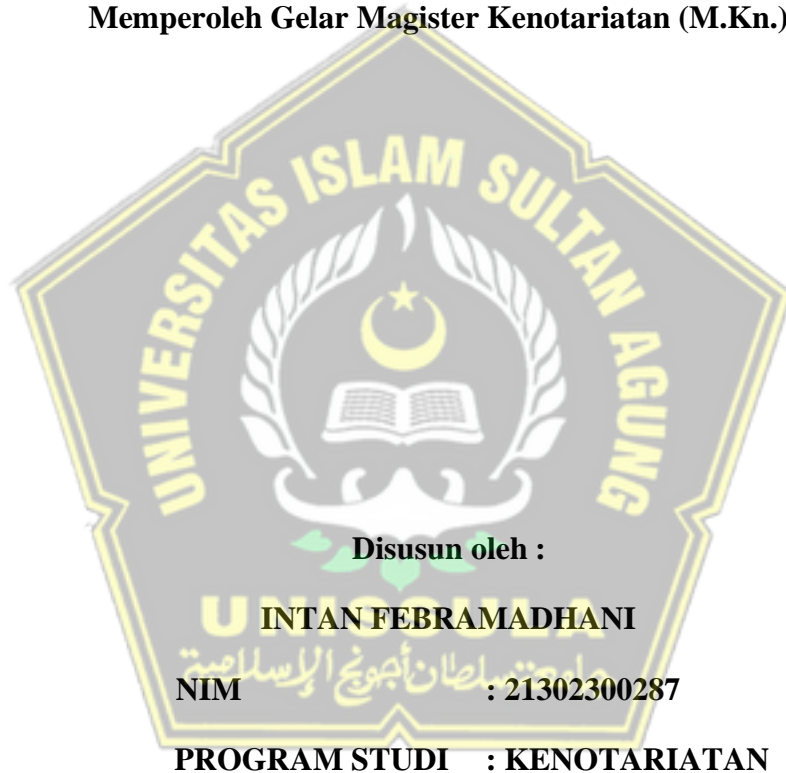 Memperoleh Gelar Magister Kenotariatan (M.Kn.)
UNIVERSITAS ISLAM SULTAN AGUNG
Disusun oleh :
UNISSULA
INTAN FEBRAMADHANI
جامعة سلطان أجونج الإسلامية
NIM : 21302300287
PROGRAM STUDI : KENOTARIATAN